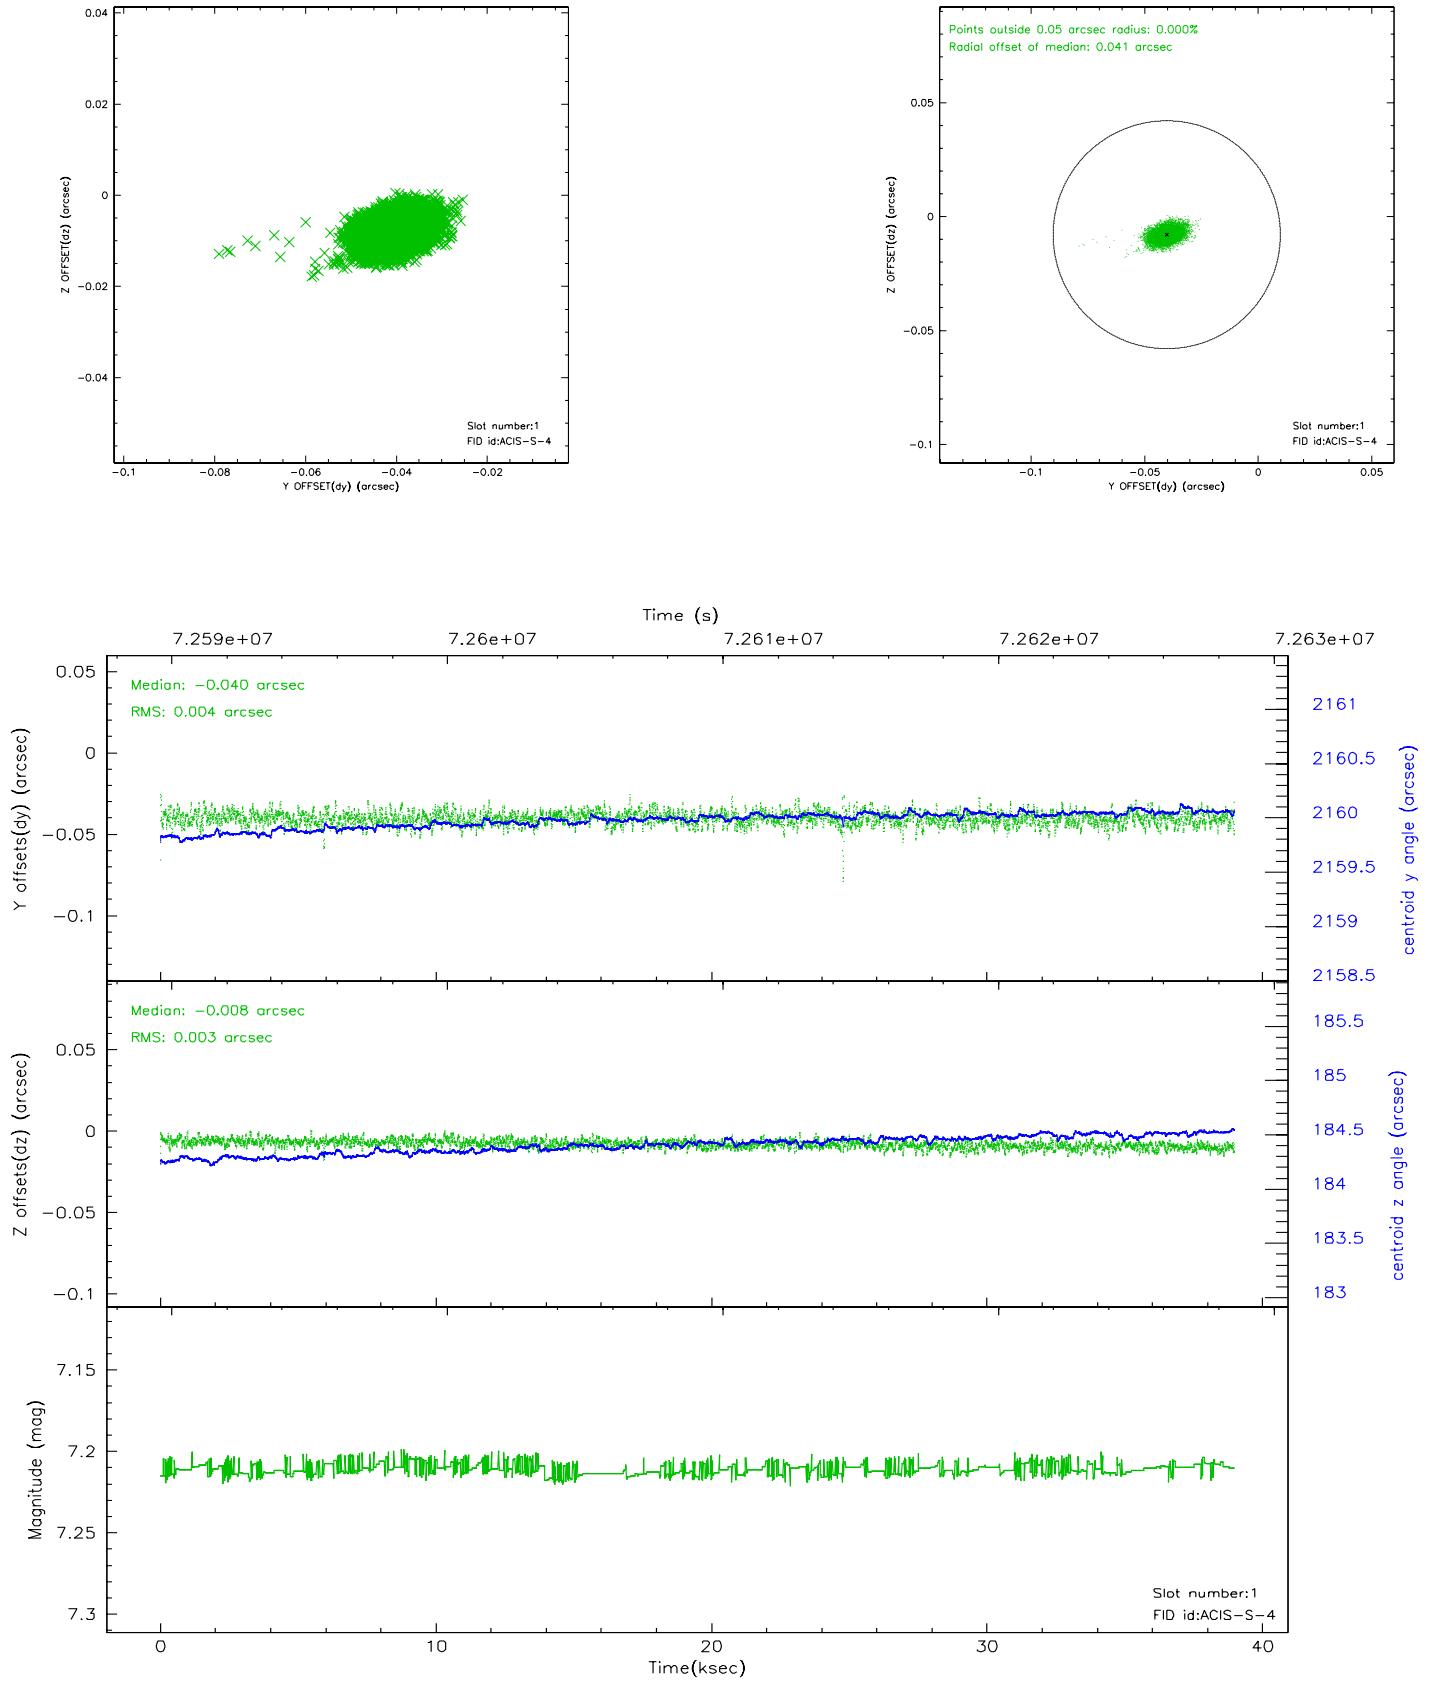 0.04
0.02
0
−0.02
−0.04
Z OFFSET(dz) (arcsec)
Slot number:1
FID id:ACIS−S−4
−0.1
−0.08
−0.06
−0.04
−0.02
Y OFFSET(dy) (arcsec)
Points outside 0.05 arcsec radius: 0.000%
Radial offset of median: 0.041 arcsec
0.05
0
−0.05
−0.1
Z OFFSET(dz) (arcsec)
Slot number:1
FID id:ACIS−S−4
−0.1
−0.05
0
0.05
Y OFFSET(dy) (arcsec)
Time (s)
7.259e+07
7.26e+07
7.261e+07
7.262e+07
7.263e+07
0.05
0
−0.05
−0.1
Y offsets(dy) (arcsec)
Median: −0.040 arcsec
RMS: 0.004 arcsec
2161
2160.5
2160
2159.5
2159
2158.5
centroid y angle (arcsec)
0.05
0
−0.05
−0.1
Z offsets(dz) (arcsec)
Median: −0.008 arcsec
RMS: 0.003 arcsec
185.5
185
184.5
184
183.5
183
centroid z angle (arcsec)
7.15
7.2
7.25
7.3
Magnitude (mag)
Slot number:1
FID id:ACIS−S−4
0
10
20
30
40
Time(ksec)